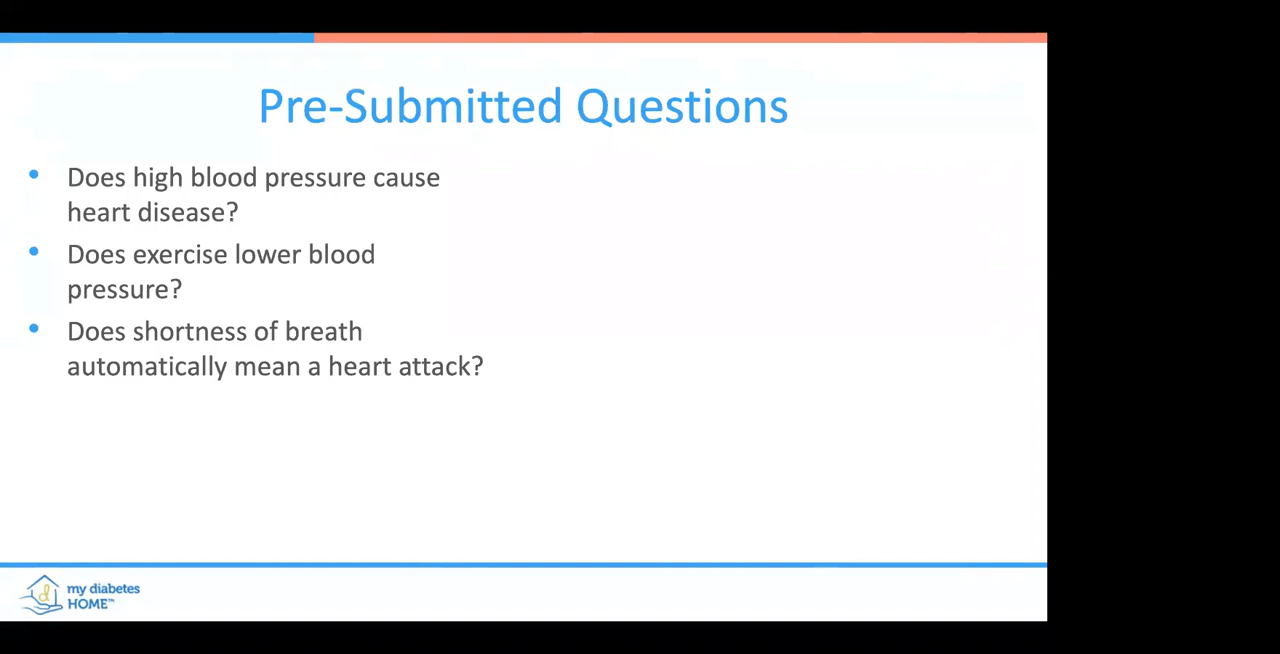 Pre-Submitted Questions
• Does high blood pressure cause
heart disease?
• Does exercise lower blood
pressure?
• Does shortness of breath
automatically mean a heart attack?
my diabetes
HOME™